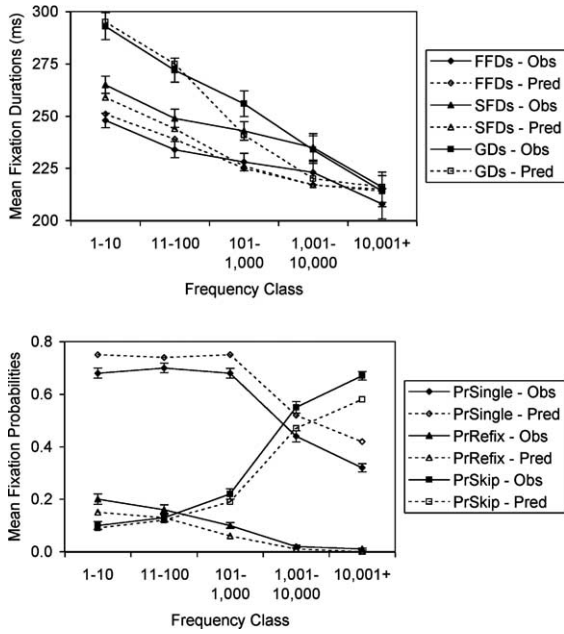 Mean Fixation Durations (ms)
300
275
250
225
200
1-10
11-100
101-
1,000
1,001-
10,000
10,001+
Frequency Class
FFDs - Obs
FFDs - Pred
SFDs - Obs
SFDs - Pred
GDs - Obs
GDs - Pred
Mean Fixation Probabilities
0.8
0.6
0.4
0.2
0.0
1-10
11-100
101-
1,000
1,001-
10,000
10,001+
Frequency Class
PrSingle - Obs
PrSingle - Pred
PrRefix - Obs
PrRefix - Pred
PrSkip - Obs
PrSkip - Pred